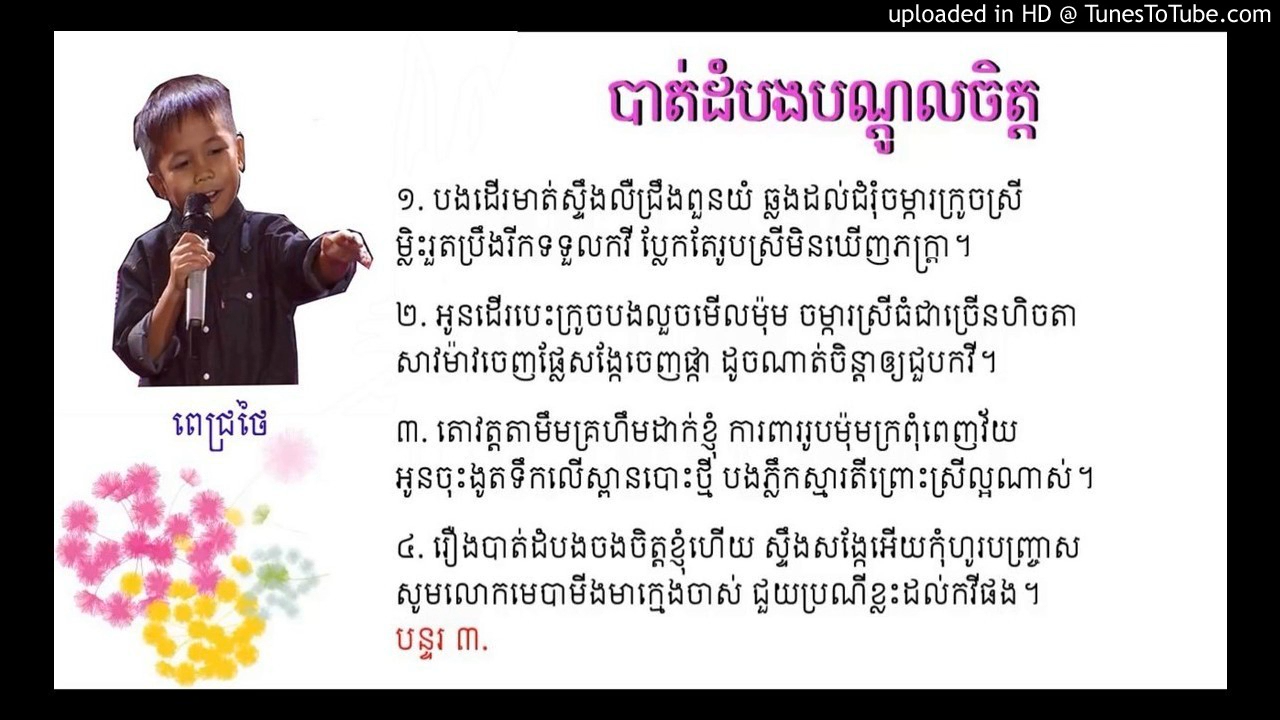 uploaded in HD @ TunesToTube.com
បាត់ដំបងបណ្ដូលចិត្ត
១. បងដើរមាត់ស្ទឹងលឺជ្រឹងពួនយំ ឆ្លងដល់ជំរុំចម្ការក្រូចស្រី
ម្លិះរួតប្រឹងរីកទទួលកវី ប្លែកតែរូបស្រីមិនឃើញភក្ត្រា។
២. អូនដើរបេះក្រូចបងលួចមើលម៉ុម ចម្ការស្រីធំជាច្រើនហិចតា
សាវម៉ាវចេញផ្លែសង្កែចេញផ្កា ដូចណាត់ចិន្តាឲ្យជួបកវី។
ពេជ្រថៃ
៣. តោវត្តតាមឹមគ្រហឹមដាក់ខ្ញុំ ការពាររូបម៉ុមក្រពុំពេញវ័យ
អូនចុះងូតទឹកលើស្ពានបោះថ្មី បងភ្លឹកស្មារតីព្រោះស្រីល្អណាស់។
៤. រឿងបាត់ដំបងចងចិត្តខ្ញុំហើយ ស្ទឹងសង្កែអើយកុំហូរបញ្ច្រាស
សូមលោកមេបាមីងមាក្មេងចាស់ ជួយប្រណីខ្លះដល់កវីផង។
បន្ទរ ៣.